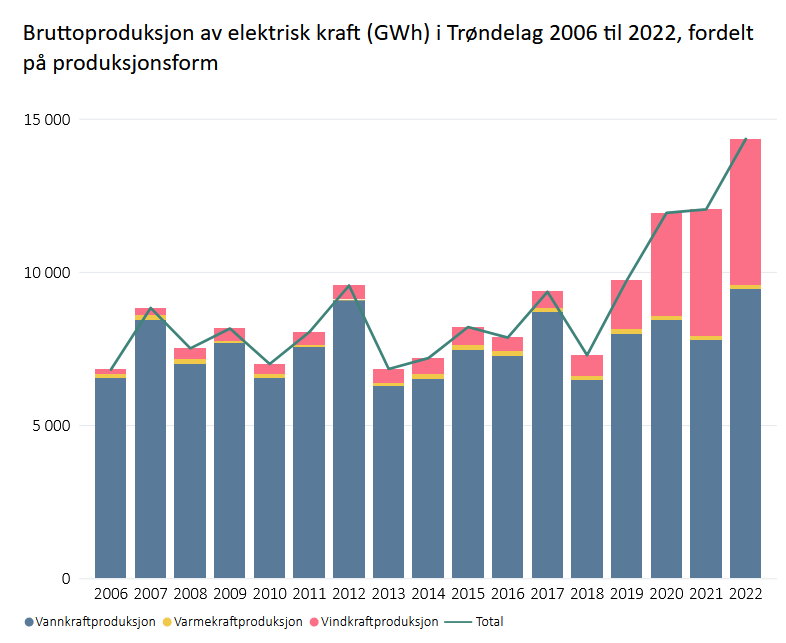 Bruttoproduksjon av elektrisk kraft (GWh) i Trøndelag 2006 til 2022, fordelt
på produksjonsform
15 000
10 000
5 000
0
2006 2007 2008 2009 2010 2011 2012 2013 2014 2015 2016 2017 2018 2019 2020 2021 2022
Vannkraftproduksjon Varmekraftproduksjon Vindkraftproduksjon Total